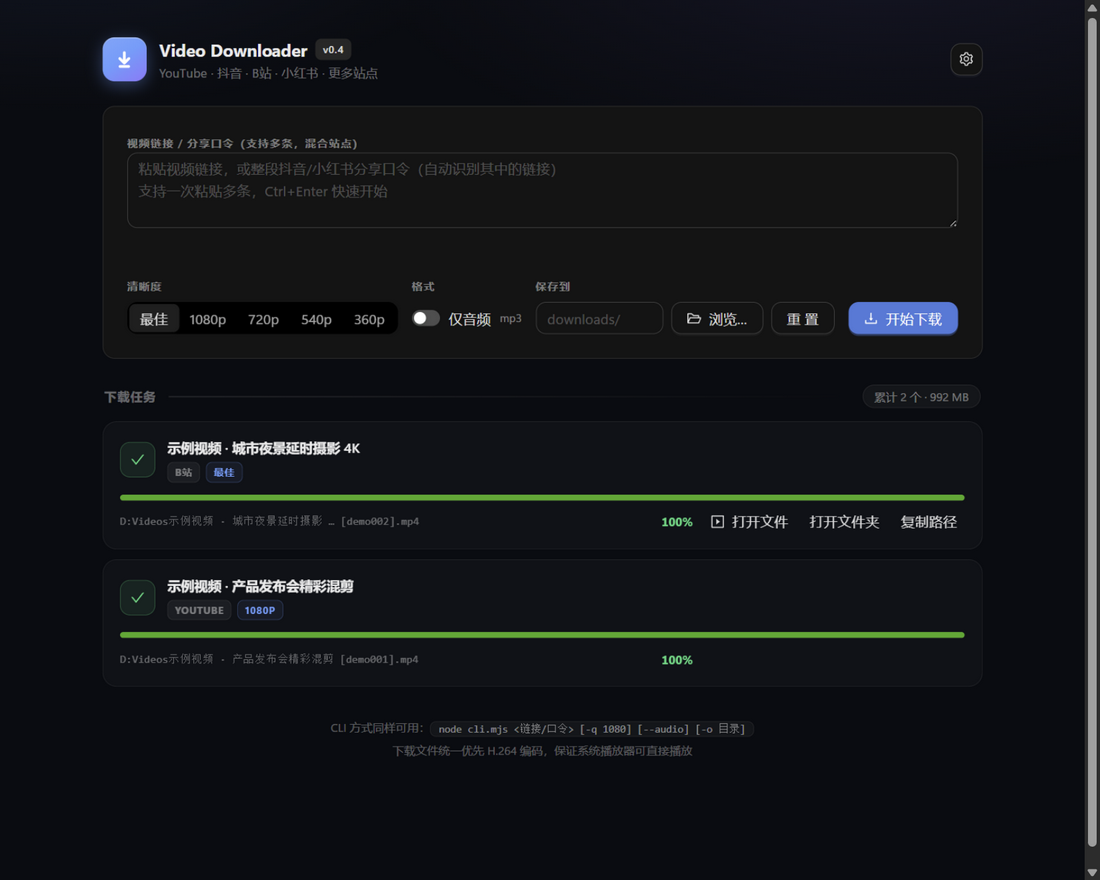 Video Downloader v0.4
YouTube · 抖音 · B站 · 小红书 · 更多站点
视频链接 / 分享口令（支持多条，混合站点）
粘贴视频链接，或整段抖音/小红书分享口令（自动识别其中的链接）
支持一次粘贴多条，Ctrl+Enter 快速开始
清晰度 格式 保存到
最佳 1080p 720p 540p 360p 仅音频 mp3 downloads/ 浏览... 重 置 开始下载
下载任务 累计 2 个 · 992 MB
示例视频 · 城市夜景延时摄影 4K
B站 最佳
D:Videos示例视频 · 城市夜景延时摄影 … [demo002].mp4 100% 打开文件 打开文件夹 复制路径
示例视频 · 产品发布会精彩混剪
YOUTUBE 1080P
D:Videos示例视频 · 产品发布会精彩混剪 [demo001].mp4 100%
CLI 方式同样可用： node cli.mjs <链接/口令> [-q 1080] [--audio] [-o 目录]
下载文件统一优先 H.264 编码，保证系统播放器可直接播放